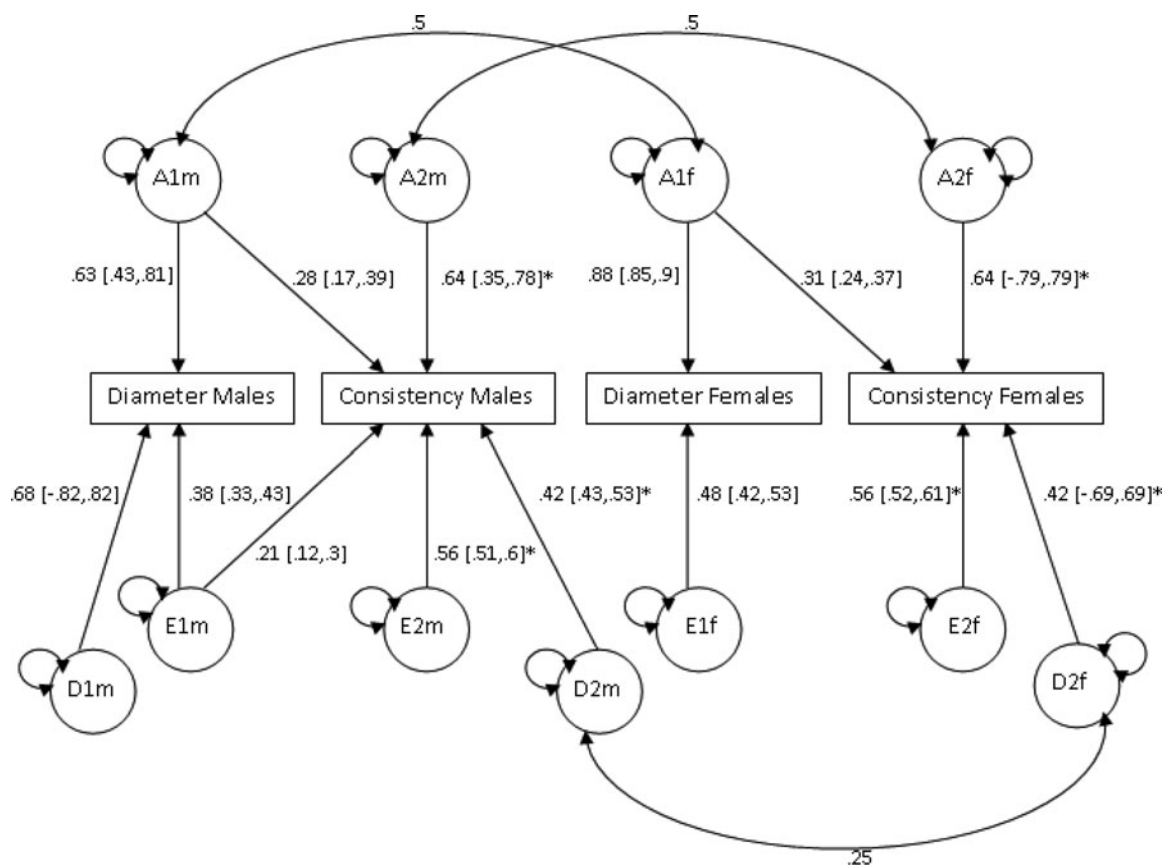 .5 .5
A1m A2m A1f A2f
.63 [.43,.81] .28 [.17,.39] .64 [.35,.78]* .88 [.85,.9] .31 [.24,.37] .64 [-.79,.79]*
Diameter Males Consistency Males Diameter Females Consistency Females
.68 [-.82,.82] .38 [.33,.43] .42 [.43,.53]* .48 [.42,.53] .56 [.52,.61]* .42 [-.69,.69]*
.21 [.12,.3] .56 [.51,.6]*
E1m E2m E1f E2f
D1m D2m D2f
.25